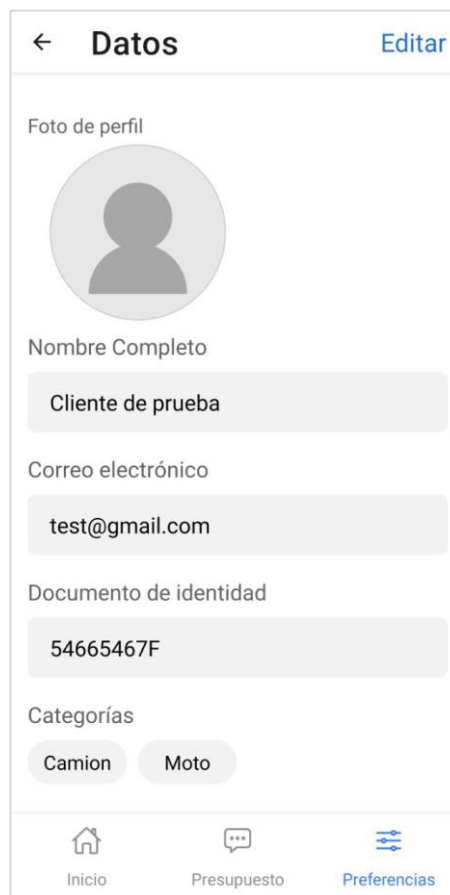 ← Datos Editar
Foto de perfil
Nombre Completo
Cliente de prueba
Correo electrónico
test@gmail.com
Documento de identidad
54665467F
Categorías
Camion Moto
Inicio Presupuesto Preferencias